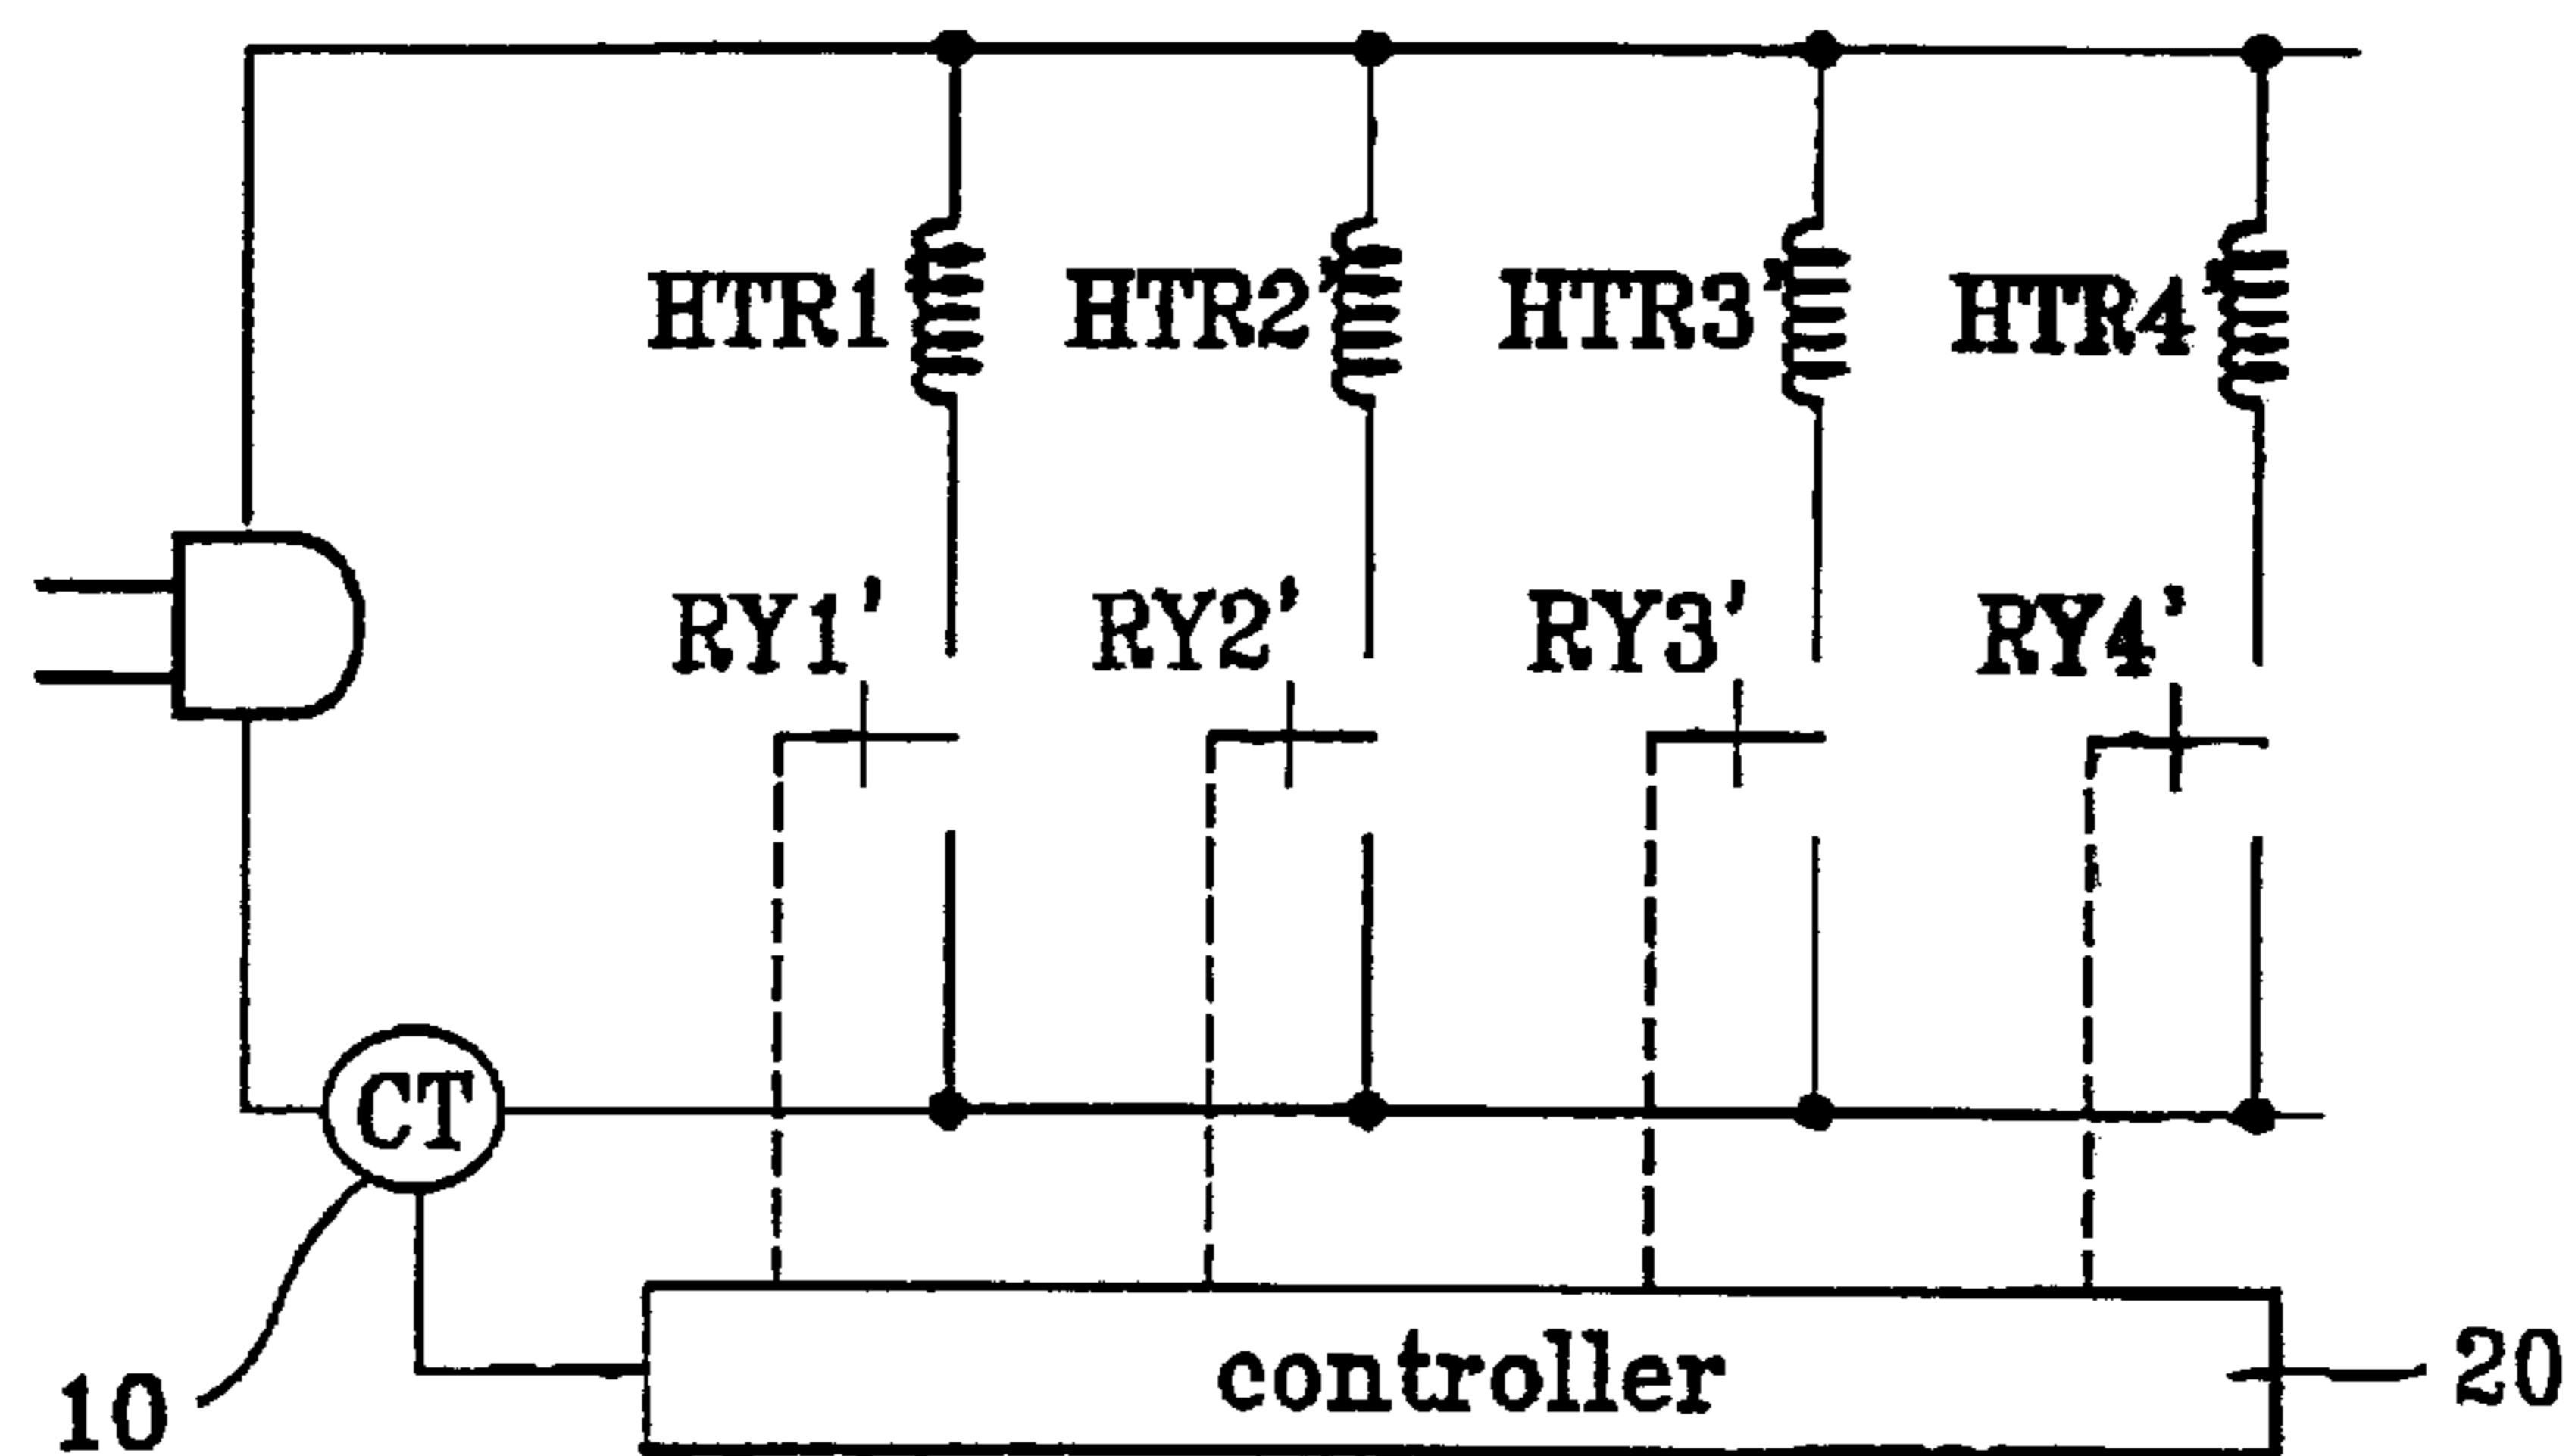 HTR1 HTR2' HTR3' HTR4'
RY1' RY2' RY3' RY4'
CT
10
controller
20